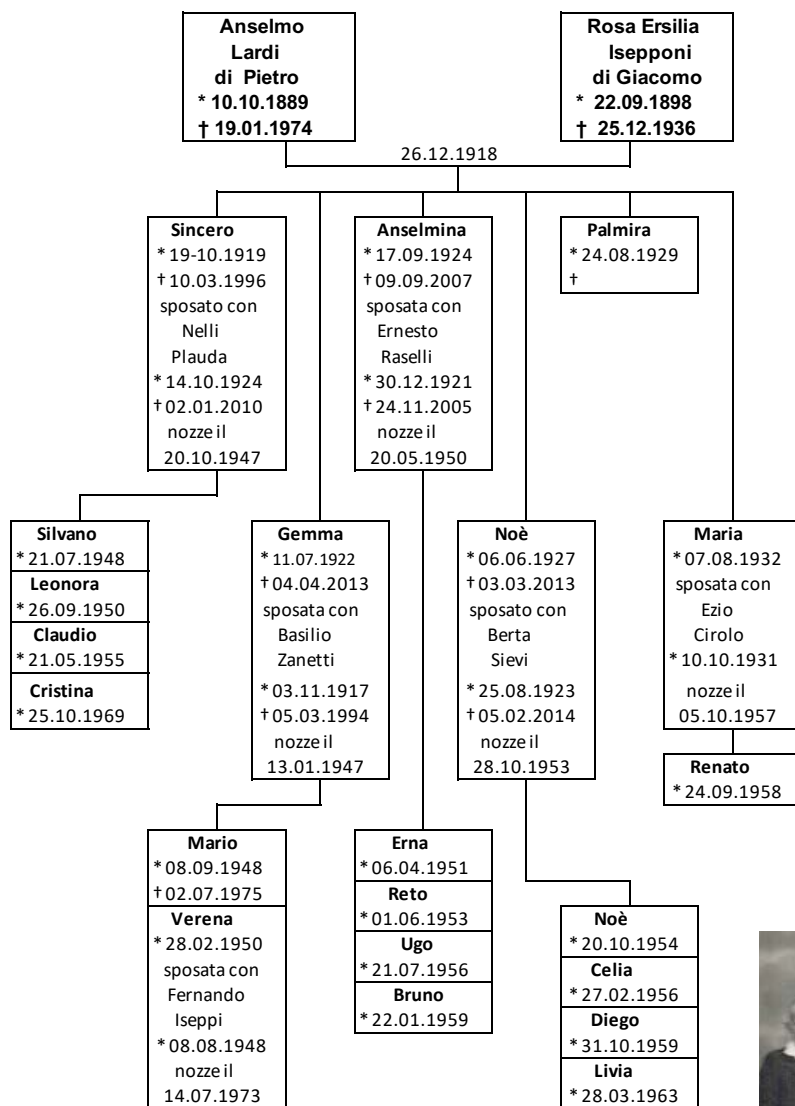 Anselmo
Lardi
di Pietro
* 10.10.1889
† 19.01.1974
Rosa Ersilia
Isepponi
di Giacomo
* 22.09.1898
† 25.12.1936
26.12.1918
Sincero
* 19-10.1919
† 10.03.1996
sposato con
Nelli
Plauda
* 14.10.1924
† 02.01.2010
nozze il
20.10.1947
Anselmina
* 17.09.1924
† 09.09.2007
sposata con
Ernesto
Raselli
* 30.12.1921
† 24.11.2005
nozze il
20.05.1950
Palmira
* 24.08.1929
†
Silvano
* 21.07.1948
Leonora
* 26.09.1950
Claudio
* 21.05.1955
Cristina
* 25.10.1969
Gemma
* 11.07.1922
† 04.04.2013
sposata con
Basilio
Zanetti
* 03.11.1917
† 05.03.1994
nozze il
13.01.1947
Noè
* 06.06.1927
† 03.03.2013
sposato con
Berta
Sievi
* 25.08.1923
† 05.02.2014
nozze il
28.10.1953
Maria
* 07.08.1932
sposata con
Ezio
Cirolo
* 10.10.1931
nozze il
05.10.1957
Renato
* 24.09.1958
Mario
* 08.09.1948
† 02.07.1975
Verena
* 28.02.1950
sposata con
Fernando
Iseppi
* 08.08.1948
nozze il
14.07.1973
Erna
* 06.04.1951
Reto
* 01.06.1953
Ugo
* 21.07.1956
Bruno
* 22.01.1959
Noè
* 20.10.1954
Celia
* 27.02.1956
Diego
* 31.10.1959
Livia
* 28.03.1963